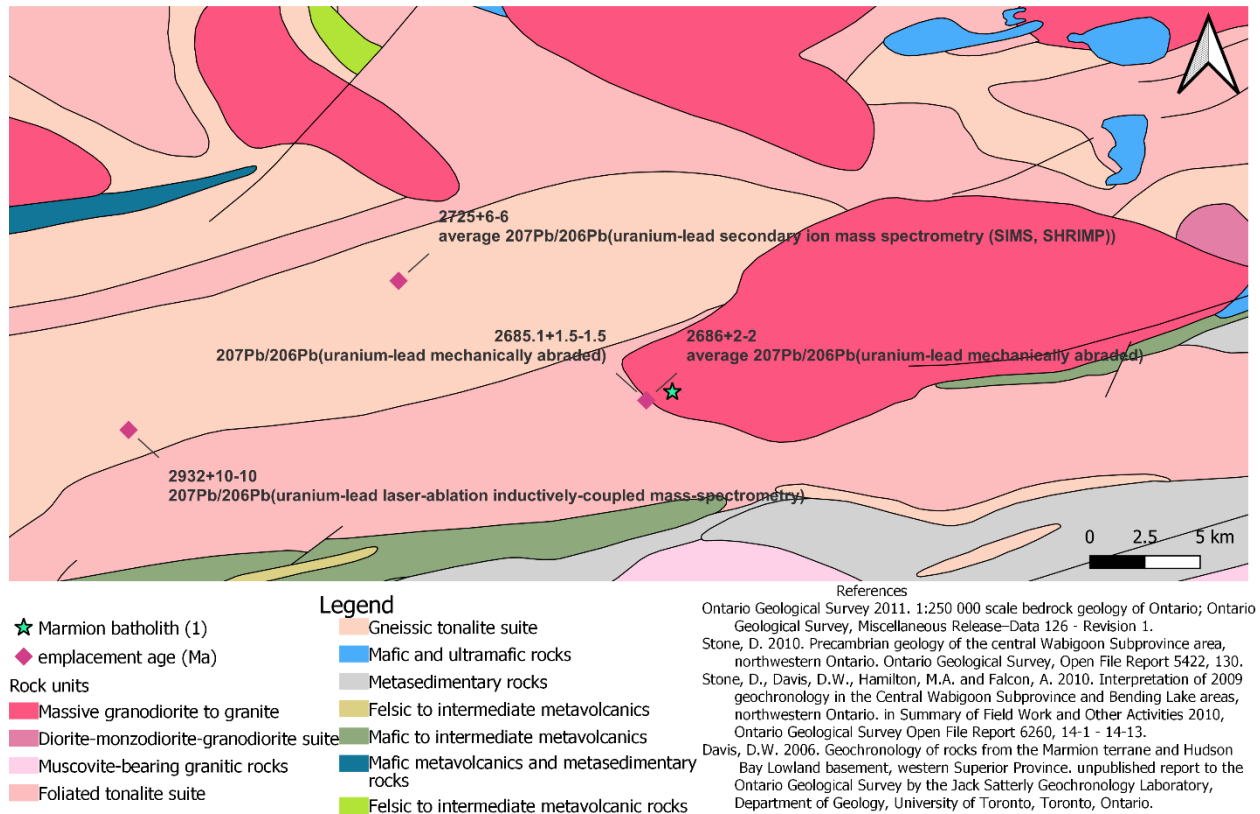 2725+6-6
average 207Pb/206Pb(uranium-lead secondary ion mass spectrometry (SIMS, SHRIMP))
2685.1+1.5-1.5
207Pb/206Pb(uranium-lead mechanically abraded)
2686+2-2
average 207Pb/206Pb(uranium-lead mechanically abraded)
2932+10-10
207Pb/206Pb(uranium-lead laser-ablation inductively-coupled mass-spectrometry)
0 2.5 5 km
Legend
Marmion batholith (1)
emplacement age (Ma)
Rock units
Massive granodiorite to granite
Diorite-monzodiorite-granodiorite suite
Muscovite-bearing granitic rocks
Foliated tonalite suite
Gneissic tonalite suite
Mafic and ultramafic rocks
Metasedimentary rocks
Felsic to intermediate metavolcanics
Mafic to intermediate metavolcanics
Mafic metavolcanics and metasedimentary
rocks
Felsic to intermediate metavolcanic rocks
References
Ontario Geological Survey 2011. 1:250 000 scale bedrock geology of Ontario; Ontario
Geological Survey, Miscellaneous Release–Data 126 - Revision 1.
Stone, D. 2010. Precambrian geology of the central Wabigoon Subprovince area,
northwestern Ontario. Ontario Geological Survey, Open File Report 5422, 130.
Stone, D., Davis, D.W., Hamilton, M.A. and Falcon, A. 2010. Interpretation of 2009
geochronology in the Central Wabigoon Subprovince and Bending Lake areas,
northwestern Ontario. in Summary of Field Work and Other Activities 2010,
Ontario Geological Survey Open File Report 6260, 14-1 - 14-13.
Davis, D.W. 2006. Geochronology of rocks from the Marmion terrane and Hudson
Bay Lowland basement, western Superior Province. unpublished report to the
Ontario Geological Survey by the Jack Satterly Geochronology Laboratory,
Department of Geology, University of Toronto, Toronto, Ontario.